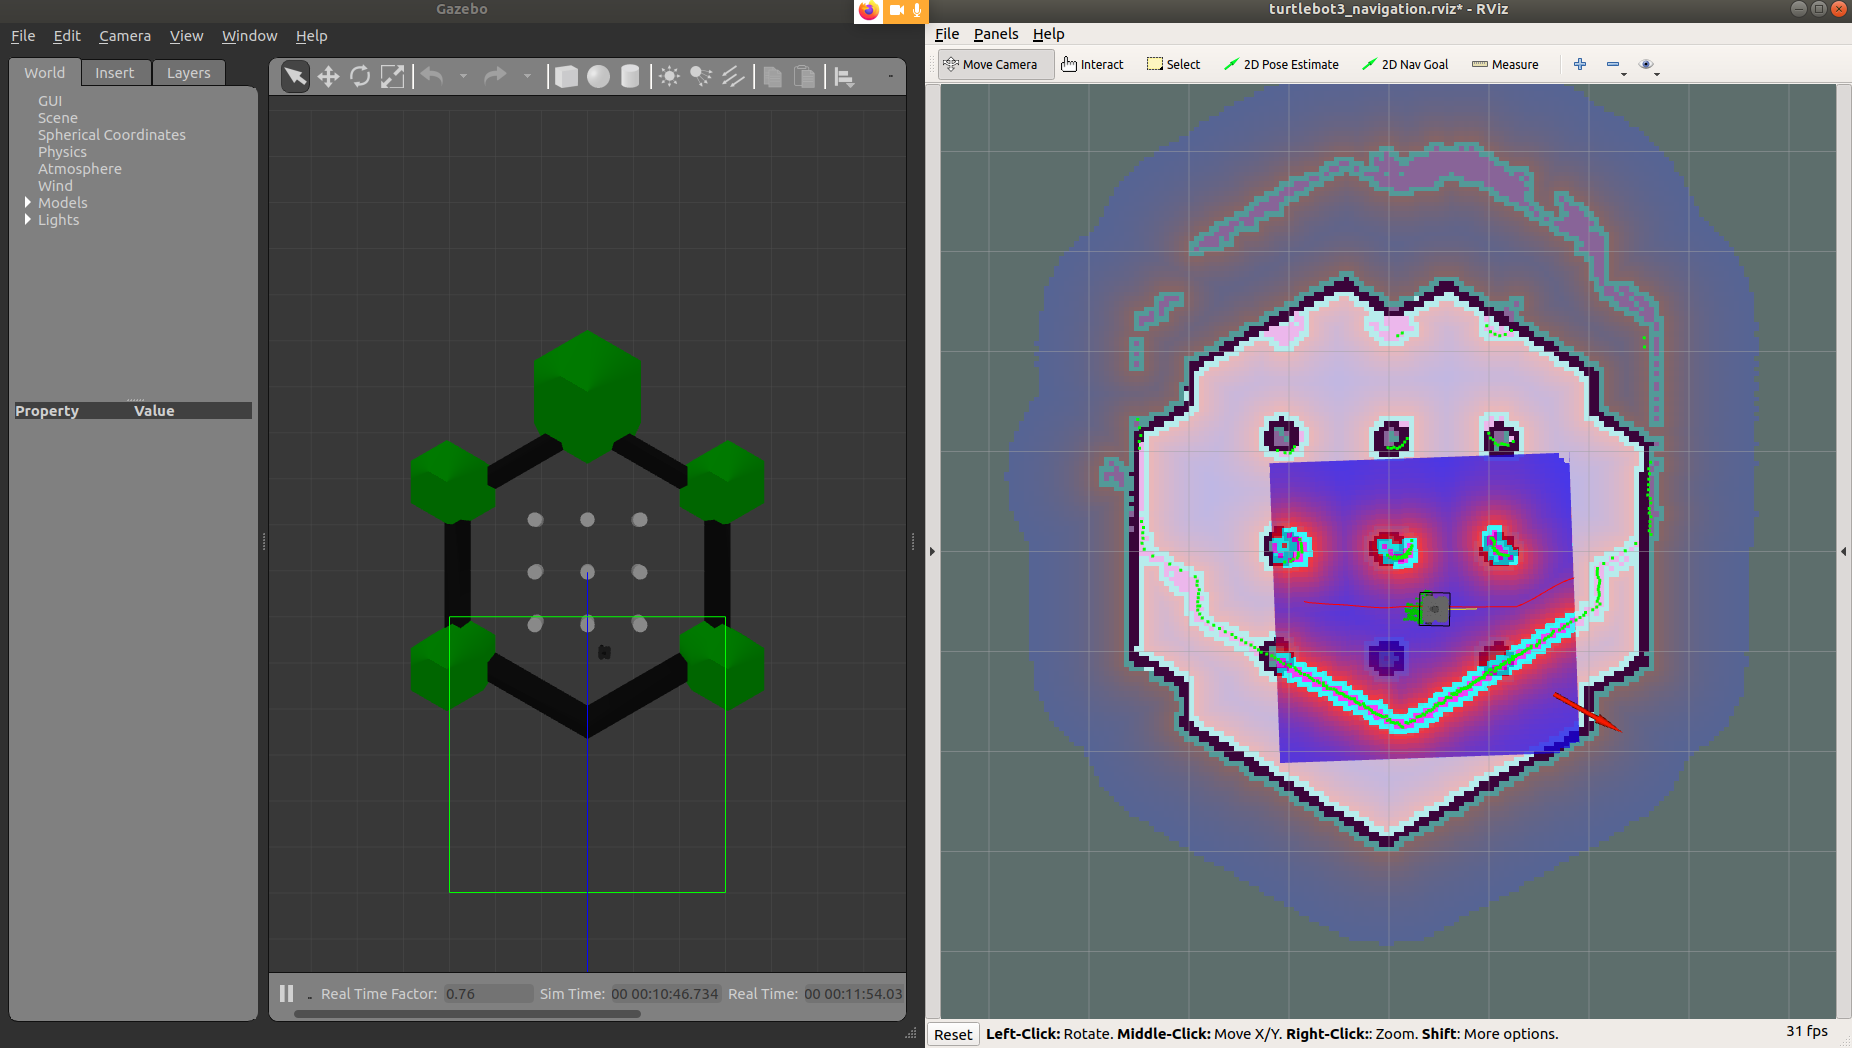 Gazebo
File Edit Camera View Window Help
World Insert Layers
GUI
Scene
Spherical Coordinates
Physics
Atmosphere
Wind
Models
Lights
Property Value
Real Time Factor: 0.76 Sim Time: 00 00:10:46.734 Real Time: 00 00:11:54.03
turtlebot3_navigation.rviz* - RViz
File Panels Help
Move Camera Interact Select 2D Pose Estimate 2D Nav Goal Measure
Reset Left-Click: Rotate. Middle-Click: Move X/Y. Right-Click:: Zoom. Shift: More options. 31 fps